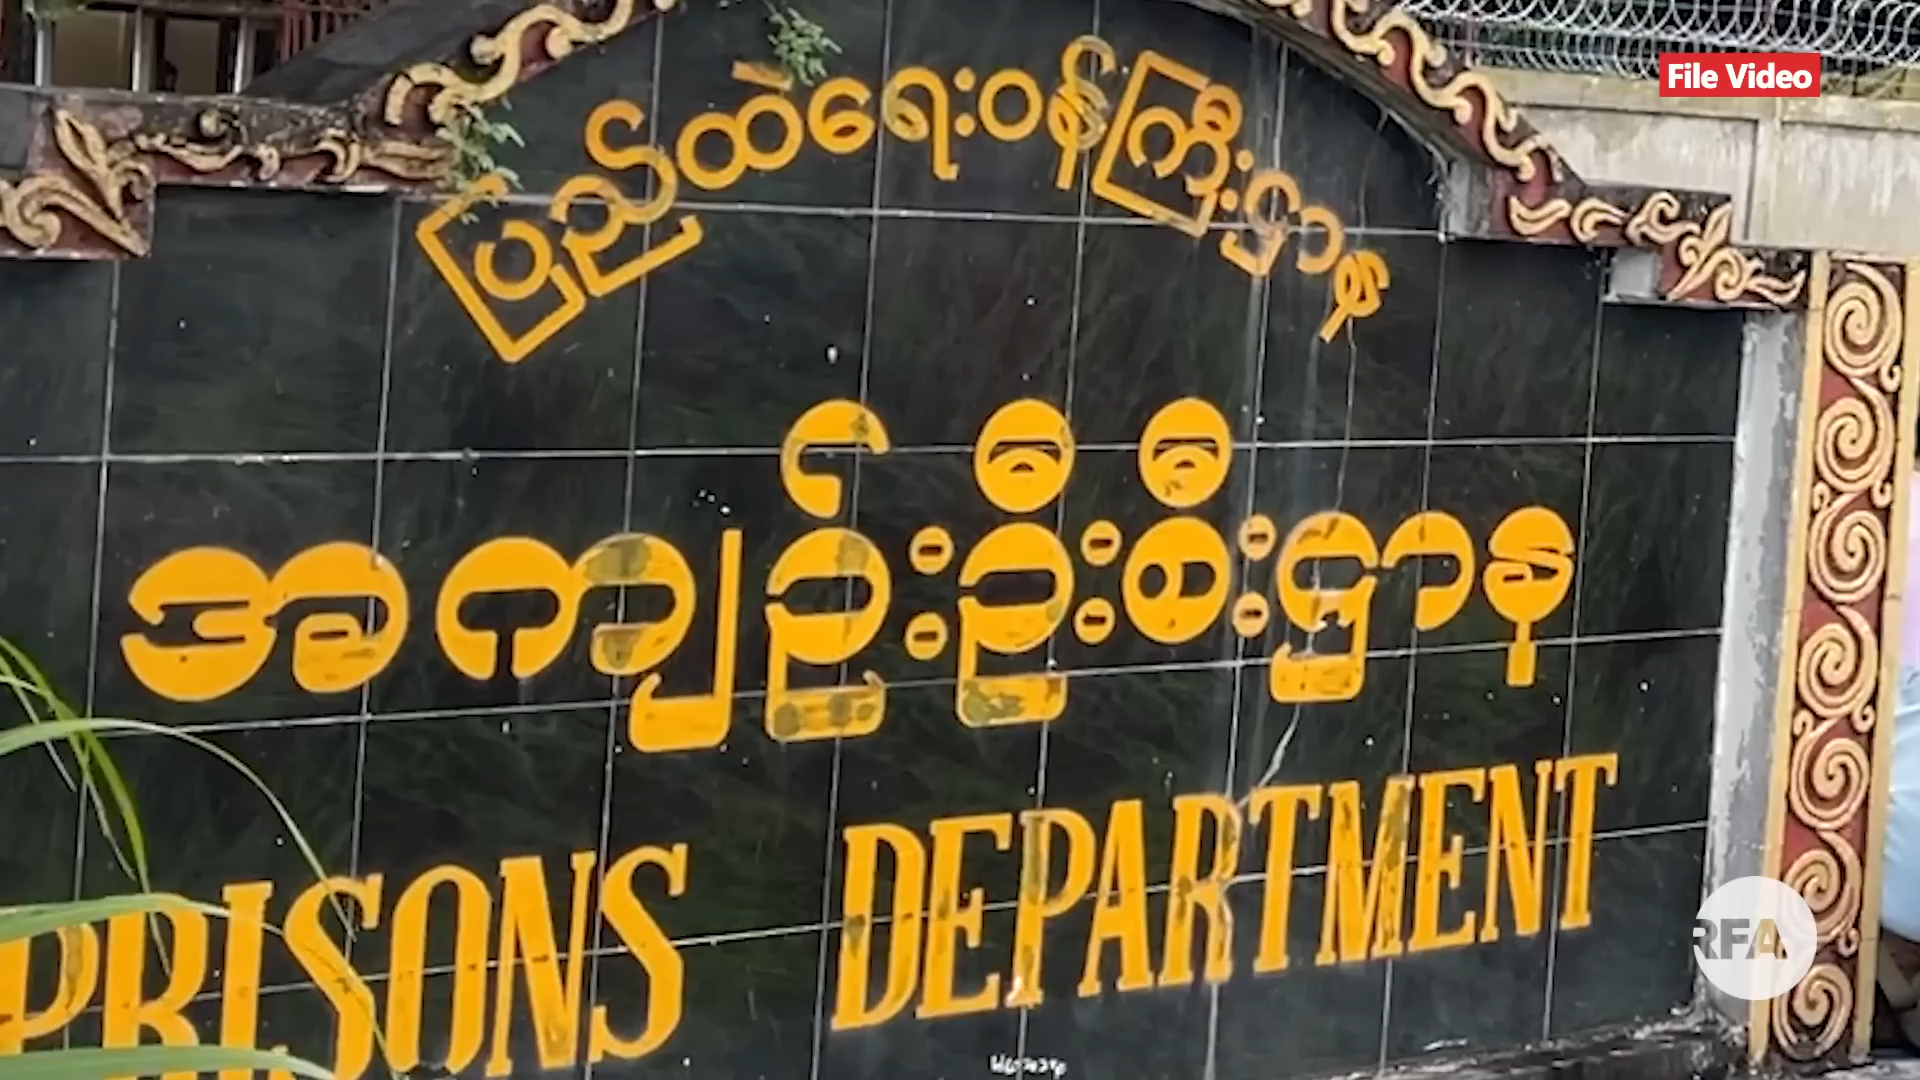 File Video
ပြည်ထဲရေးဝန်ကြီးဌာန
အကျဉ်းဦးစီးဌာန
PRISONS DEPARTMENT
RFA